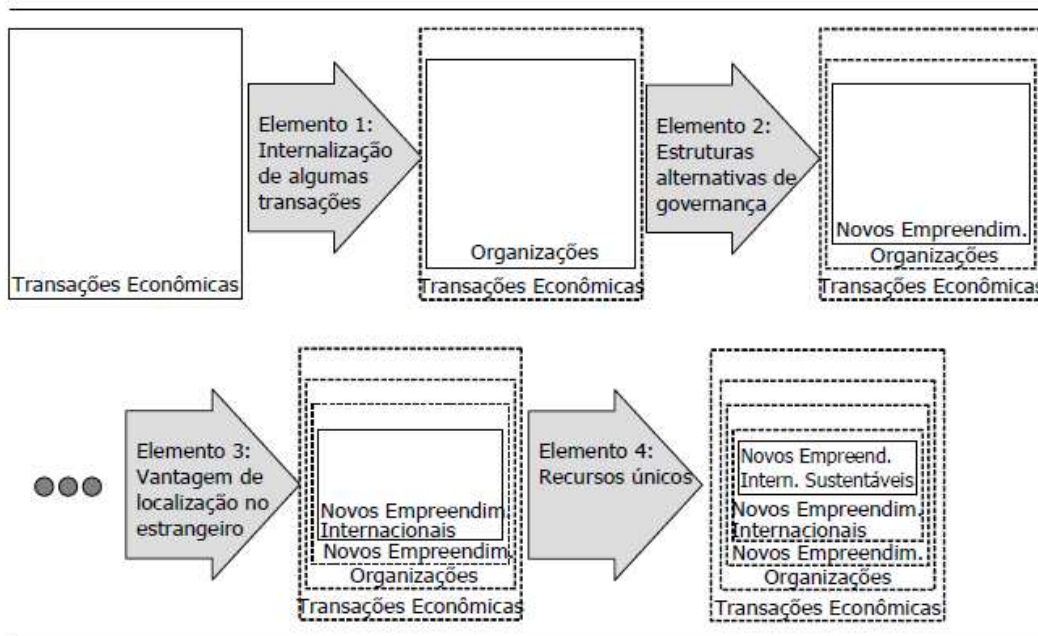 Transações Econômicas
Elemento 1:
Internalização
de algumas
transações
Organizações
Transações Econômicas
Elemento 2:
Estruturas
alternativas de
governança
Novos Empreendim.
Organizações
Transações Econômicas
Elemento 3:
Vantagem de
localização no
estrangeiro
Novos Empreendim.
Internacionais
Novos Empreendim.
Organizações
Transações Econômicas
Elemento 4:
Recursos únicos
Novos Empreend.
Intern. Sustentáveis
Novos Empreendim.
Internacionais
Novos Empreendim.
Organizações
Transações Econômicas